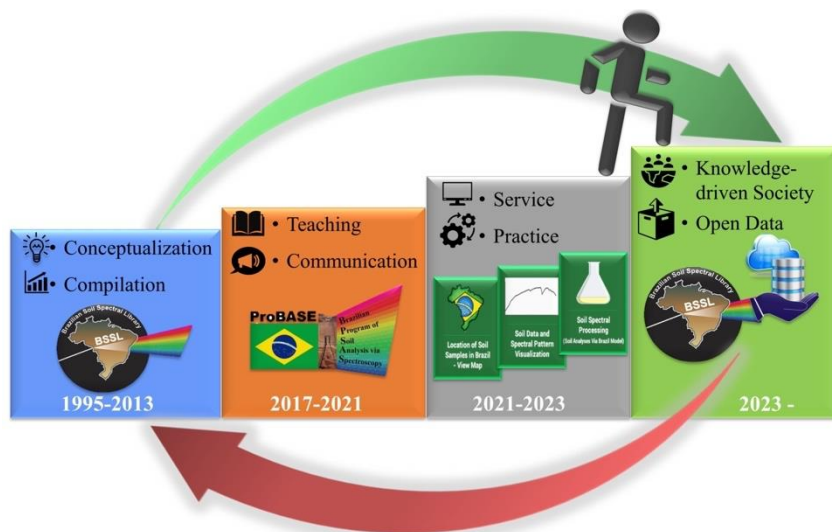 • Conceptualization
• Compilation
Brazilian Soil Spectral Library
BSSL
1995-2013
• Teaching
• Communication
ProBASE
Brazilian
Program of
Soil
Analysis via
Spectroscopy
2017-2021
• Service
• Practice
Location of Soil
Samples in Brazil
- View Map
Soil Data and
Spectral Pattern
Visualization
Soil Spectral
Processing
(Soil Analyses Via Brazil Model)
2021-2023
• Knowledge-
driven Society
• Open Data
Brazilian Soil Spectral Library
BSSL
2023 -